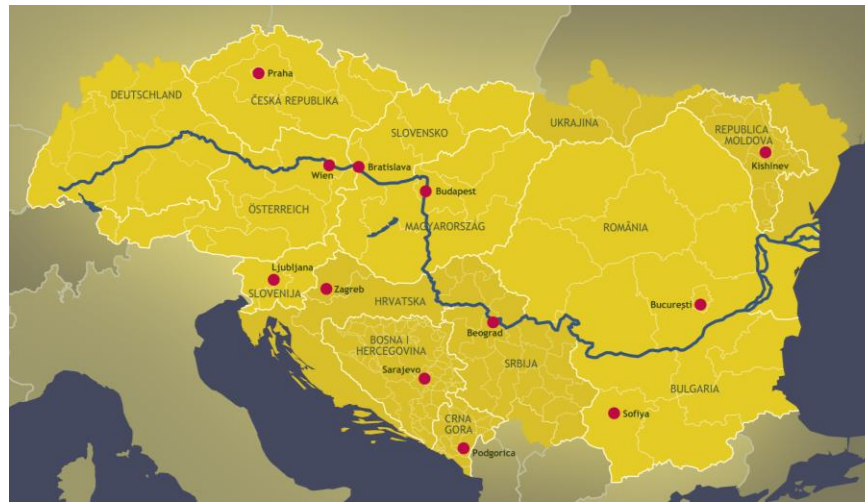 Praha
DEUTSCHLAND
ČESKÁ REPUBLIKA
UKRAJINA
SLOVENSKO
REPUBLICA
MOLDOVA
Kishinev
Wien
Bratislava
Budapest
ÖSTERREICH
MAGYARORSZÁG
ROMÂNIA
Ljubljana
SLOVENIJA
Zagreb
HRVATSKA
Bucureşti
Beograd
BOSNA I
HERCEGOVINA
Sarajevo
SRBIJA
BULGARIA
CRNA
GORA
Sofiya
Podgorica